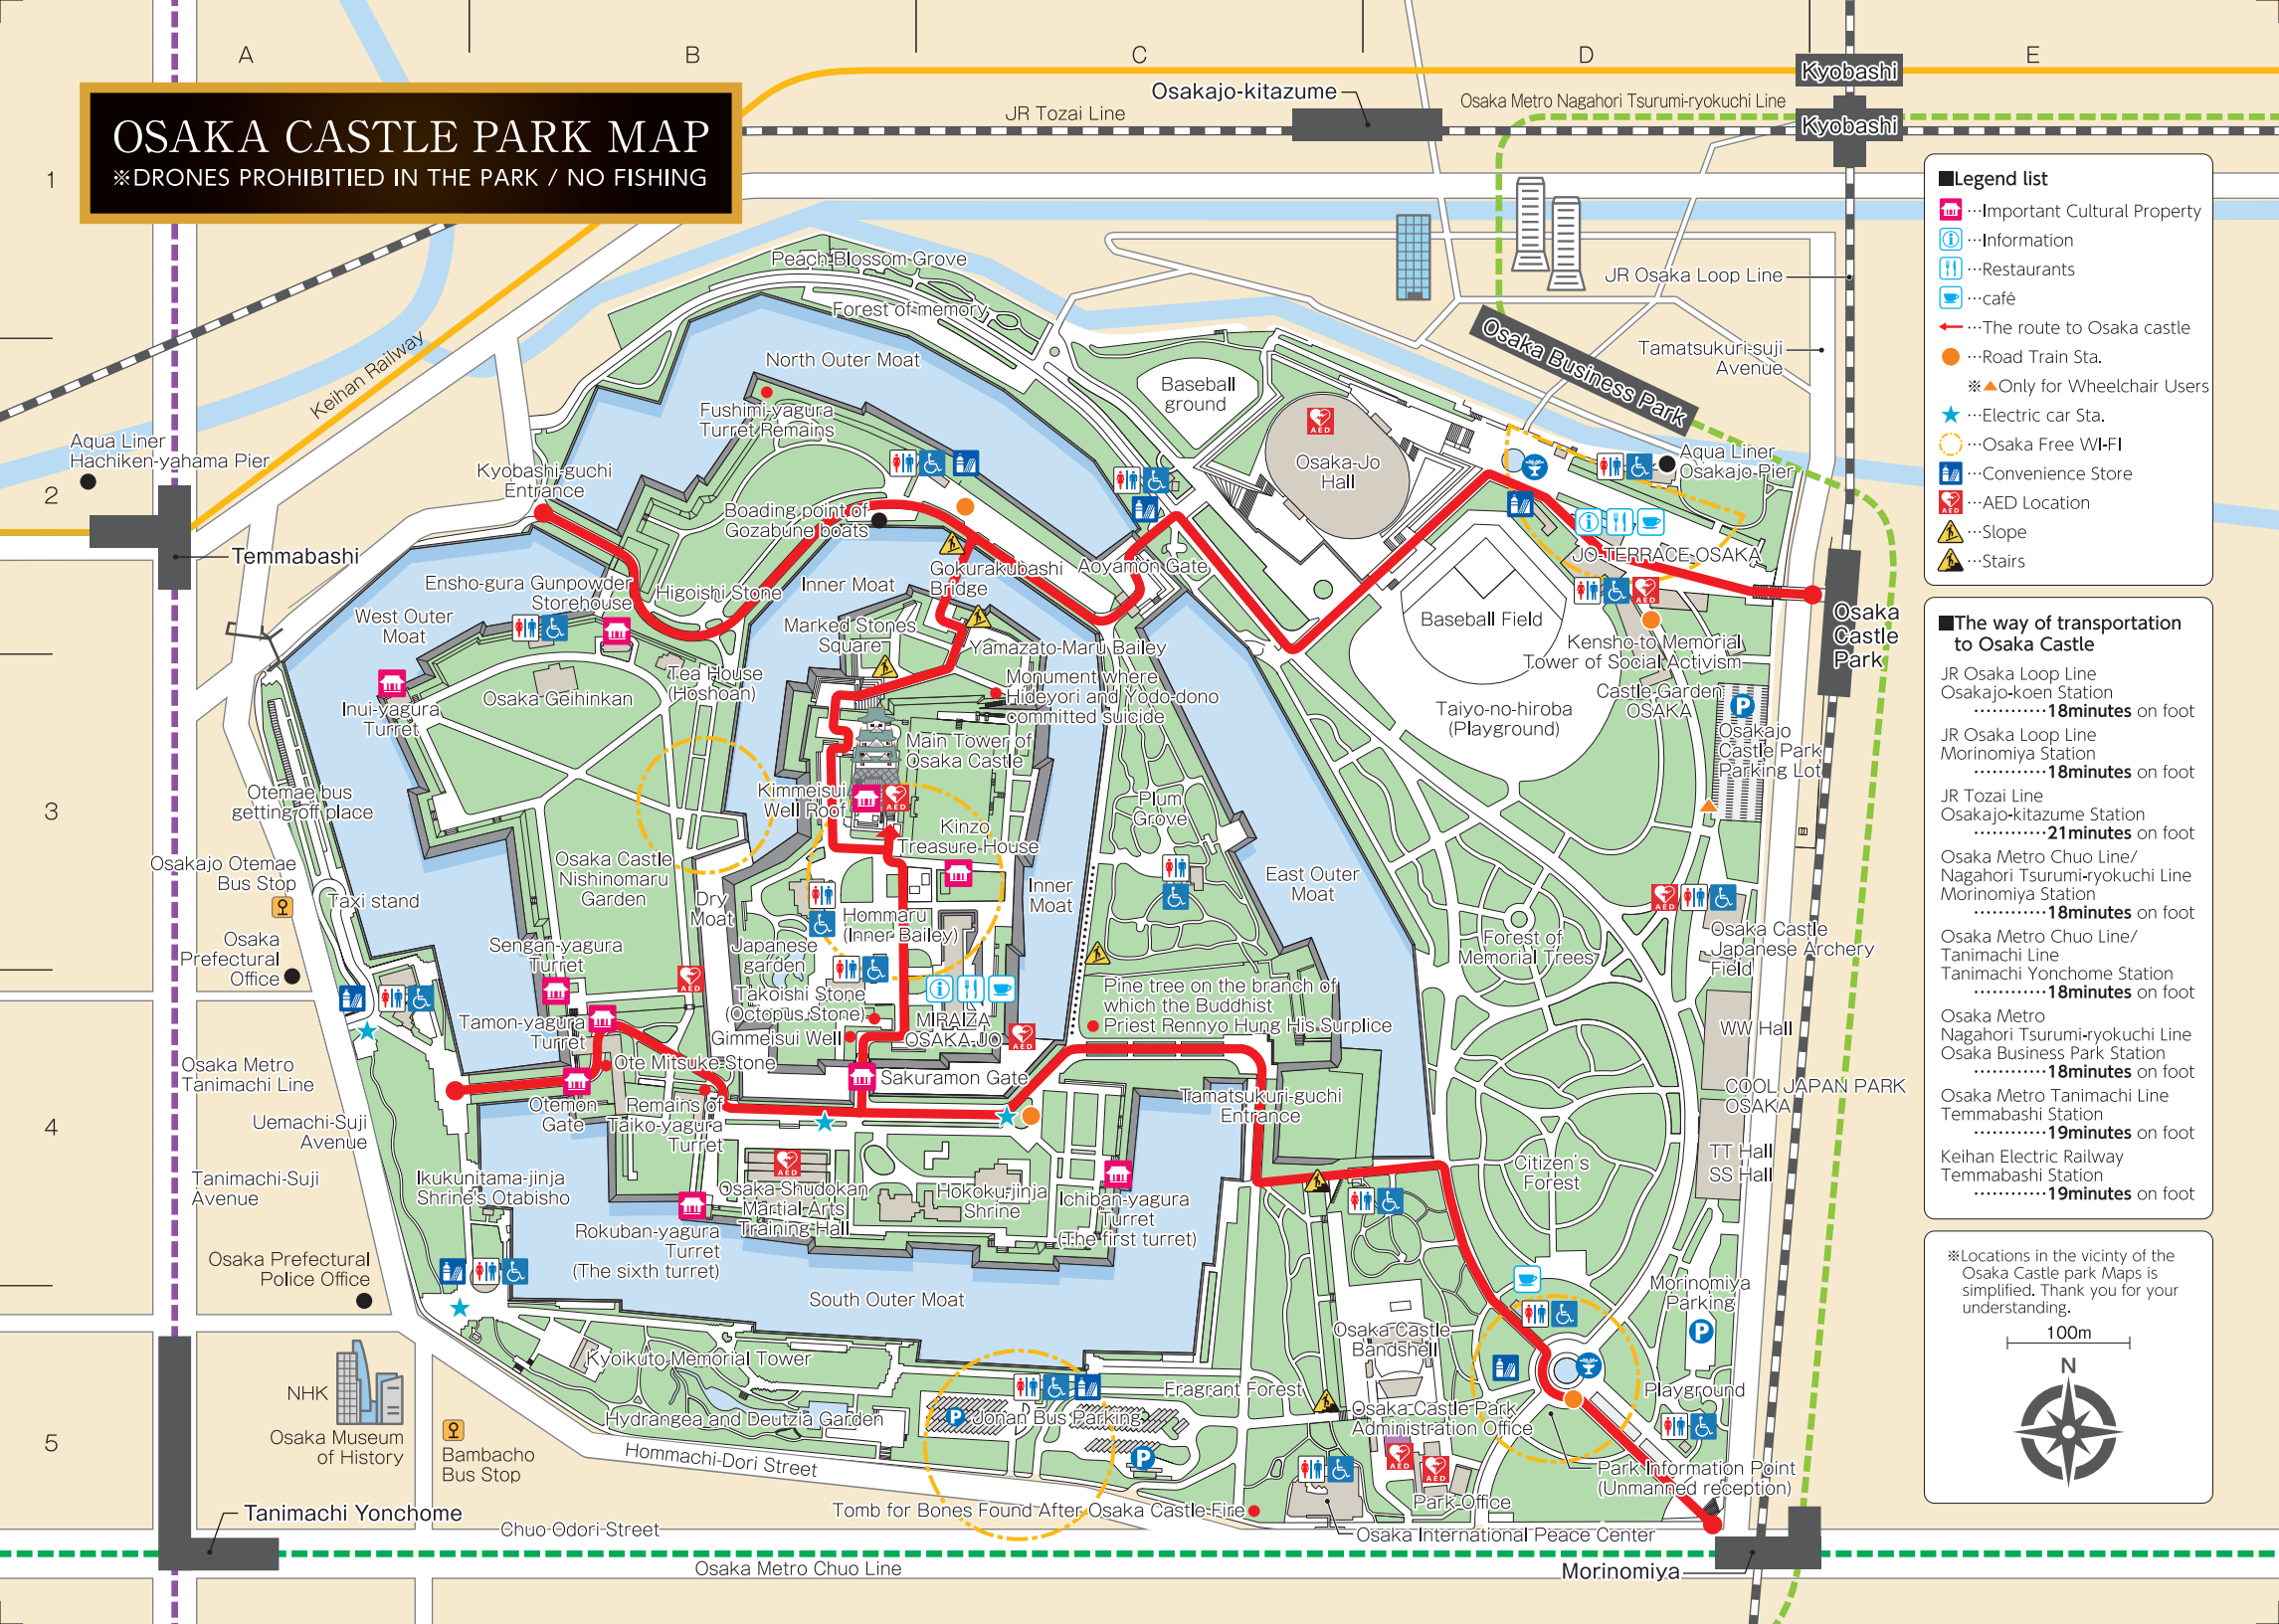 A
B
C
D
E
1
2
3
4
5
OSAKA CASTLE PARK MAP
※DRONES PROHIBITIED IN THE PARK / NO FISHING
Osakajo-kitazume
JR Tozai Line
Osaka Metro Nagahori Tsurumi-ryokuchi Line
Kyobashi
Kyobashi
JR Osaka Loop Line
Tamatsukuri-suji
Avenue
Osaka Business Park
Keihan Railway
Aqua Liner
Hachiken-yahama Pier
Temmabashi
Peach Blossom Grove
Forest of memory
North Outer Moat
Fushimi-yagura
Turret Remains
Kyobashi-guchi
Entrance
Boading point of
Gozabune boats
Baseball
ground
Osaka-Jo
Hall
AED
Aqua Liner
Osakajo Pier
JO-TERRACE OSAKA
AED
Osaka
Castle
Park
Ensho-gura Gunpowder
Storehouse
Higoishi Stone
Inner Moat
Gokurakubashi
Bridge
Aoyamon Gate
West Outer
Moat
Marked Stones
Square
Yamazato-Maru Bailey
Baseball Field
Kensho-to Memorial
Tower of Social Activism
Inui-yagura
Turret
Osaka Geihinkan
Tea House
(Hoshoan)
Monument where
Hideyori and Yodo-dono
committed suicide
Castle Garden
OSAKA
P
Taiyo-no-hiroba
(Playground)
Main Tower of
Osaka Castle
Osakajo
Castle Park
Parking Lot
Otemae bus
getting off place
Kimmeisui
Well Roof
AED
Plum
Grove
Kinzo
Treasure House
Osakajo Otemae
Bus Stop
Taxi stand
Osaka Castle
Nishinomaru
Garden
Dry
Moat
Inner
Moat
East Outer
Moat
AED
Hommaru
(Inner Bailey)
Osaka
Prefectural
Office
Sengan-yagura
Turret
Japanese
garden
AED
Forest of
Memorial Trees
Osaka Castle
Japanese Archery
Field
Takoishi Stone
(Octopus Stone)
Gimmeisui Well
MIRAIZA
OSAKA-JO
AED
Pine tree on the branch of
which the Buddhist
Priest Rennyo Hung His Surplice
WW Hall
Tamon-yagura
Turret
Ote Mitsuke Stone
Sakuramon Gate
Osaka Metro
Tanimachi Line
COOL JAPAN PARK
OSAKA
Otemon
Gate
Remains of
Taiko-yagura
Turret
Tamatsukuri-guchi
Entrance
Uemachi-Suji
Avenue
TT Hall
SS Hall
Tanimachi-Suji
Avenue
Ikukunitama-jinja
Shrine's Otabisho
AED
Osaka Shudokan
Martial Arts
Training Hall
Hokoku-jinja
Shrine
Ichiban-yagura
Turret
(The first turret)
Citizen's
Forest
Rokuban-yagura
Turret
(The sixth turret)
Osaka Prefectural
Police Office
South Outer Moat
Morinomiya
Parking
P
Osaka Castle
Bandshell
Kyoikuto Memorial Tower
NHK
Osaka Museum
of History
Bambacho
Bus Stop
Hydrangea and Deutzia Garden
P
Jonan Bus Parking
P
Fragrant Forest
Playground
Osaka Castle Park
Administration Office
AED
AED
Hommachi-Dori Street
Park Information Point
(Unmanned reception)
Tomb for Bones Found After Osaka Castle Fire
Park Office
Tanimachi Yonchome
Chuo Odori Street
Osaka International Peace Center
Osaka Metro Chuo Line
Morinomiya
■Legend list
…Important Cultural Property
…Information
…Restaurants
…café
…The route to Osaka castle
…Road Train Sta.
※▲Only for Wheelchair Users
…Electric car Sta.
…Osaka Free WI-FI
…Convenience Store
AED …AED Location
…Slope
…Stairs
■The way of transportation
to Osaka Castle
JR Osaka Loop Line
Osakajo-koen Station
…………18minutes on foot
JR Osaka Loop Line
Morinomiya Station
…………18minutes on foot
JR Tozai Line
Osakajo-kitazume Station
…………21minutes on foot
Osaka Metro Chuo Line/
Nagahori Tsurumi-ryokuchi Line
Morinomiya Station
…………18minutes on foot
Osaka Metro Chuo Line/
Tanimachi Line
Tanimachi Yonchome Station
…………18minutes on foot
Osaka Metro
Nagahori Tsurumi-ryokuchi Line
Osaka Business Park Station
…………18minutes on foot
Osaka Metro Tanimachi Line
Temmabashi Station
…………19minutes on foot
Keihan Electric Railway
Temmabashi Station
…………19minutes on foot
※Locations in the vicinty of the
Osaka Castle park Maps is
simplified. Thank you for your
understanding.
100m
N